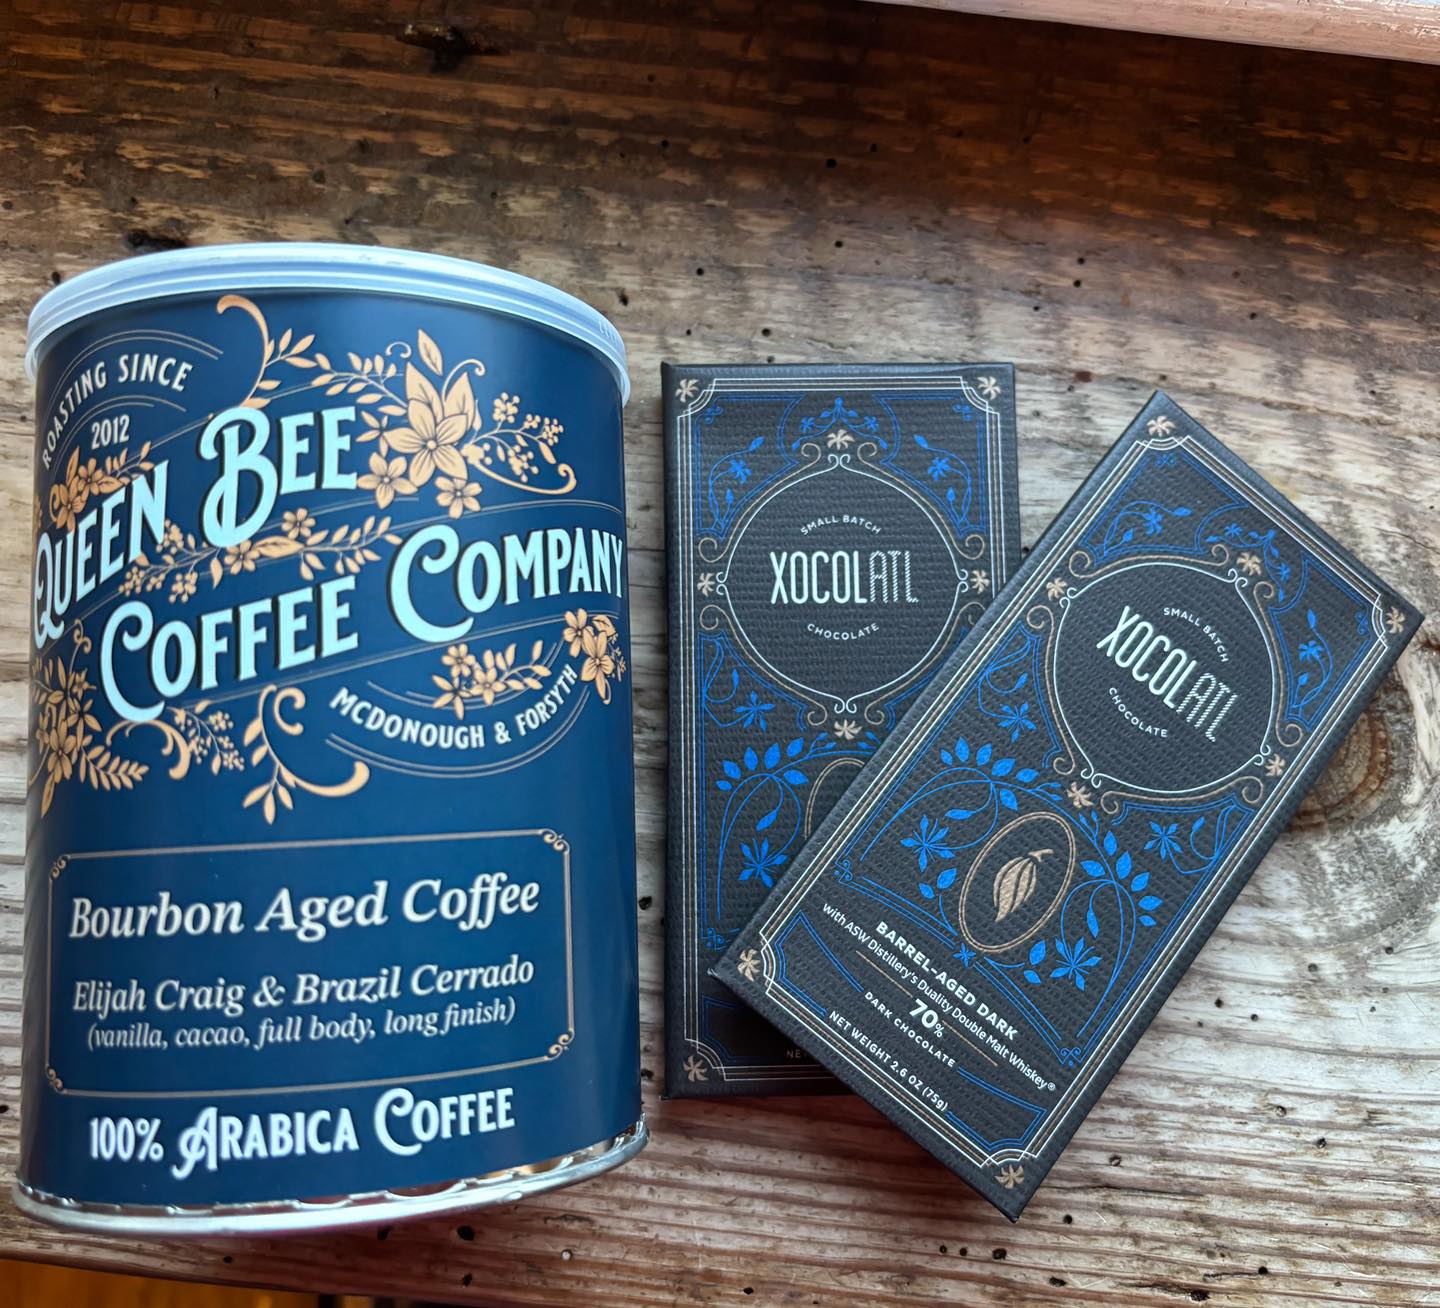 ROASTING SINCE
2012
QUEEN BEE
COFFEE COMPANY
MCDONOUGH & FORSYTH
Bourbon Aged Coffee
Elijah Craig & Brazil Cerrado
(vanilla, cacao, full body, long finish)
100% ARABICA COFFEE
SMALL BATCH
XOCOLATL
CHOCOLATE
NE
SMALL BATCH
XOCOLATL
CHOCOLATE
BARREL-AGED DARK
with ASW Distillery's Duality Double Malt Whiskey®
70%
DARK CHOCOLATE
NET WEIGHT 2.6 OZ (75g)